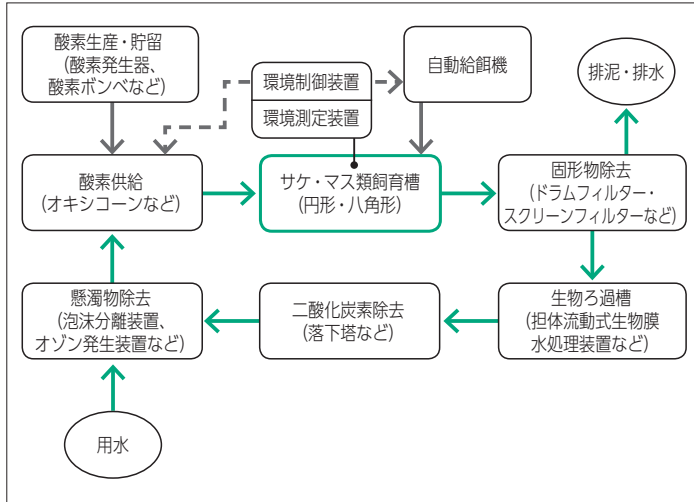 酸素生産・貯留
(酸素発生器、
酸素ボンベなど)
環境制御装置
環境測定装置
自動給餌機
排泥・排水
酸素供給
(オキシコーンなど)
サケ・マス類飼育槽
(円形・八角形)
固形物除去
(ドラムフィルター・
スクリーンフィルターなど)
懸濁物除去
(泡沫分離装置、
オゾン発生装置など)
二酸化炭素除去
(落下塔など)
生物ろ過槽
(担体流動式生物膜
水処理装置など)
用水